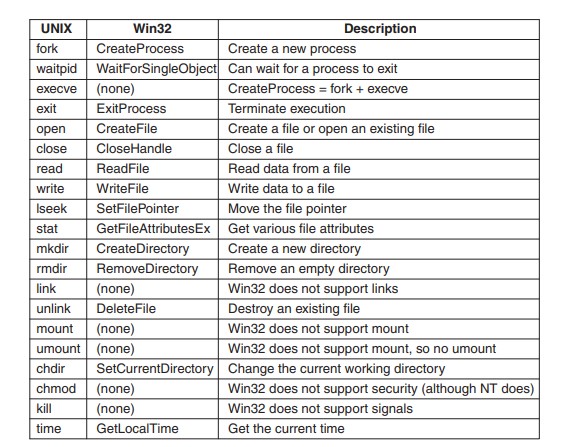 UNIX Win32 Description
fork CreateProcess Create a new process
waitpid WaitForSingleObject Can wait for a process to exit
execve (none) CreateProcess = fork + execve
exit ExitProcess Terminate execution
open CreateFile Create a file or open an existing file
close CloseHandle Close a file
read ReadFile Read data from a file
write WriteFile Write data to a file
lseek SetFilePointer Move the file pointer
stat GetFileAttributesEx Get various file attributes
mkdir CreateDirectory Create a new directory
rmdir RemoveDirectory Remove an empty directory
link (none) Win32 does not support links
unlink DeleteFile Destroy an existing file
mount (none) Win32 does not support mount
umount (none) Win32 does not support mount, so no umount
chdir SetCurrentDirectory Change the current working directory
chmod (none) Win32 does not support security (although NT does)
kill (none) Win32 does not support signals
time GetLocalTime Get the current time